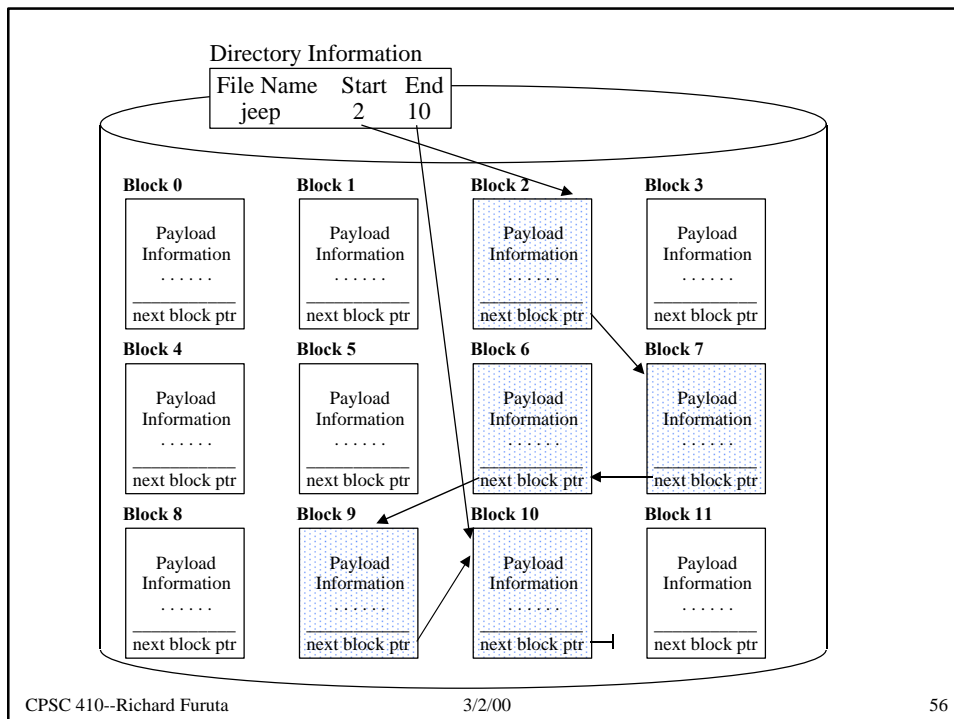 Directory Information
File Name Start End
jeep 2 10
Block 0 Block 1 Block 2 Block 3
Payload Payload Payload Payload
Information Information Information Information
. . . . . . . . . . . . . . . . . . . . . . . .
next block ptr next block ptr next block ptr next block ptr
Block 4 Block 5 Block 6 Block 7
Payload Payload Payload Payload
Information Information Information Information
. . . . . . . . . . . . . . . . . . . . . . . .
next block ptr next block ptr next block ptr next block ptr
Block 8 Block 9 Block 10 Block 11
Payload Payload Payload Payload
Information Information Information Information
. . . . . . . . . . . . . . . . . . . . . . . .
next block ptr next block ptr next block ptr next block ptr
CPSC 410--Richard Furuta 3/2/00 56